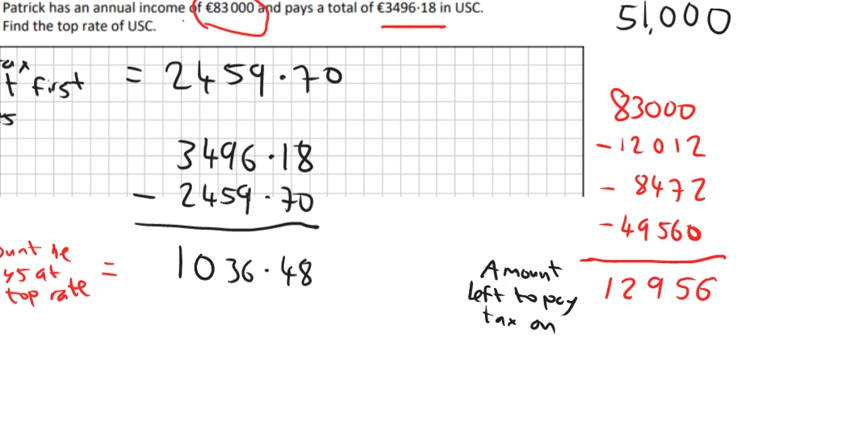 Patrick has an annual income of €83 000 and pays a total of €3496·18 in USC.
Find the top rate of USC.
51,000
first = 2459·70
3496·18
- 2459·70
1036·48
top rate =
83000
-12012
- 8472
-49560
12956
Amount
left to pay
tax on